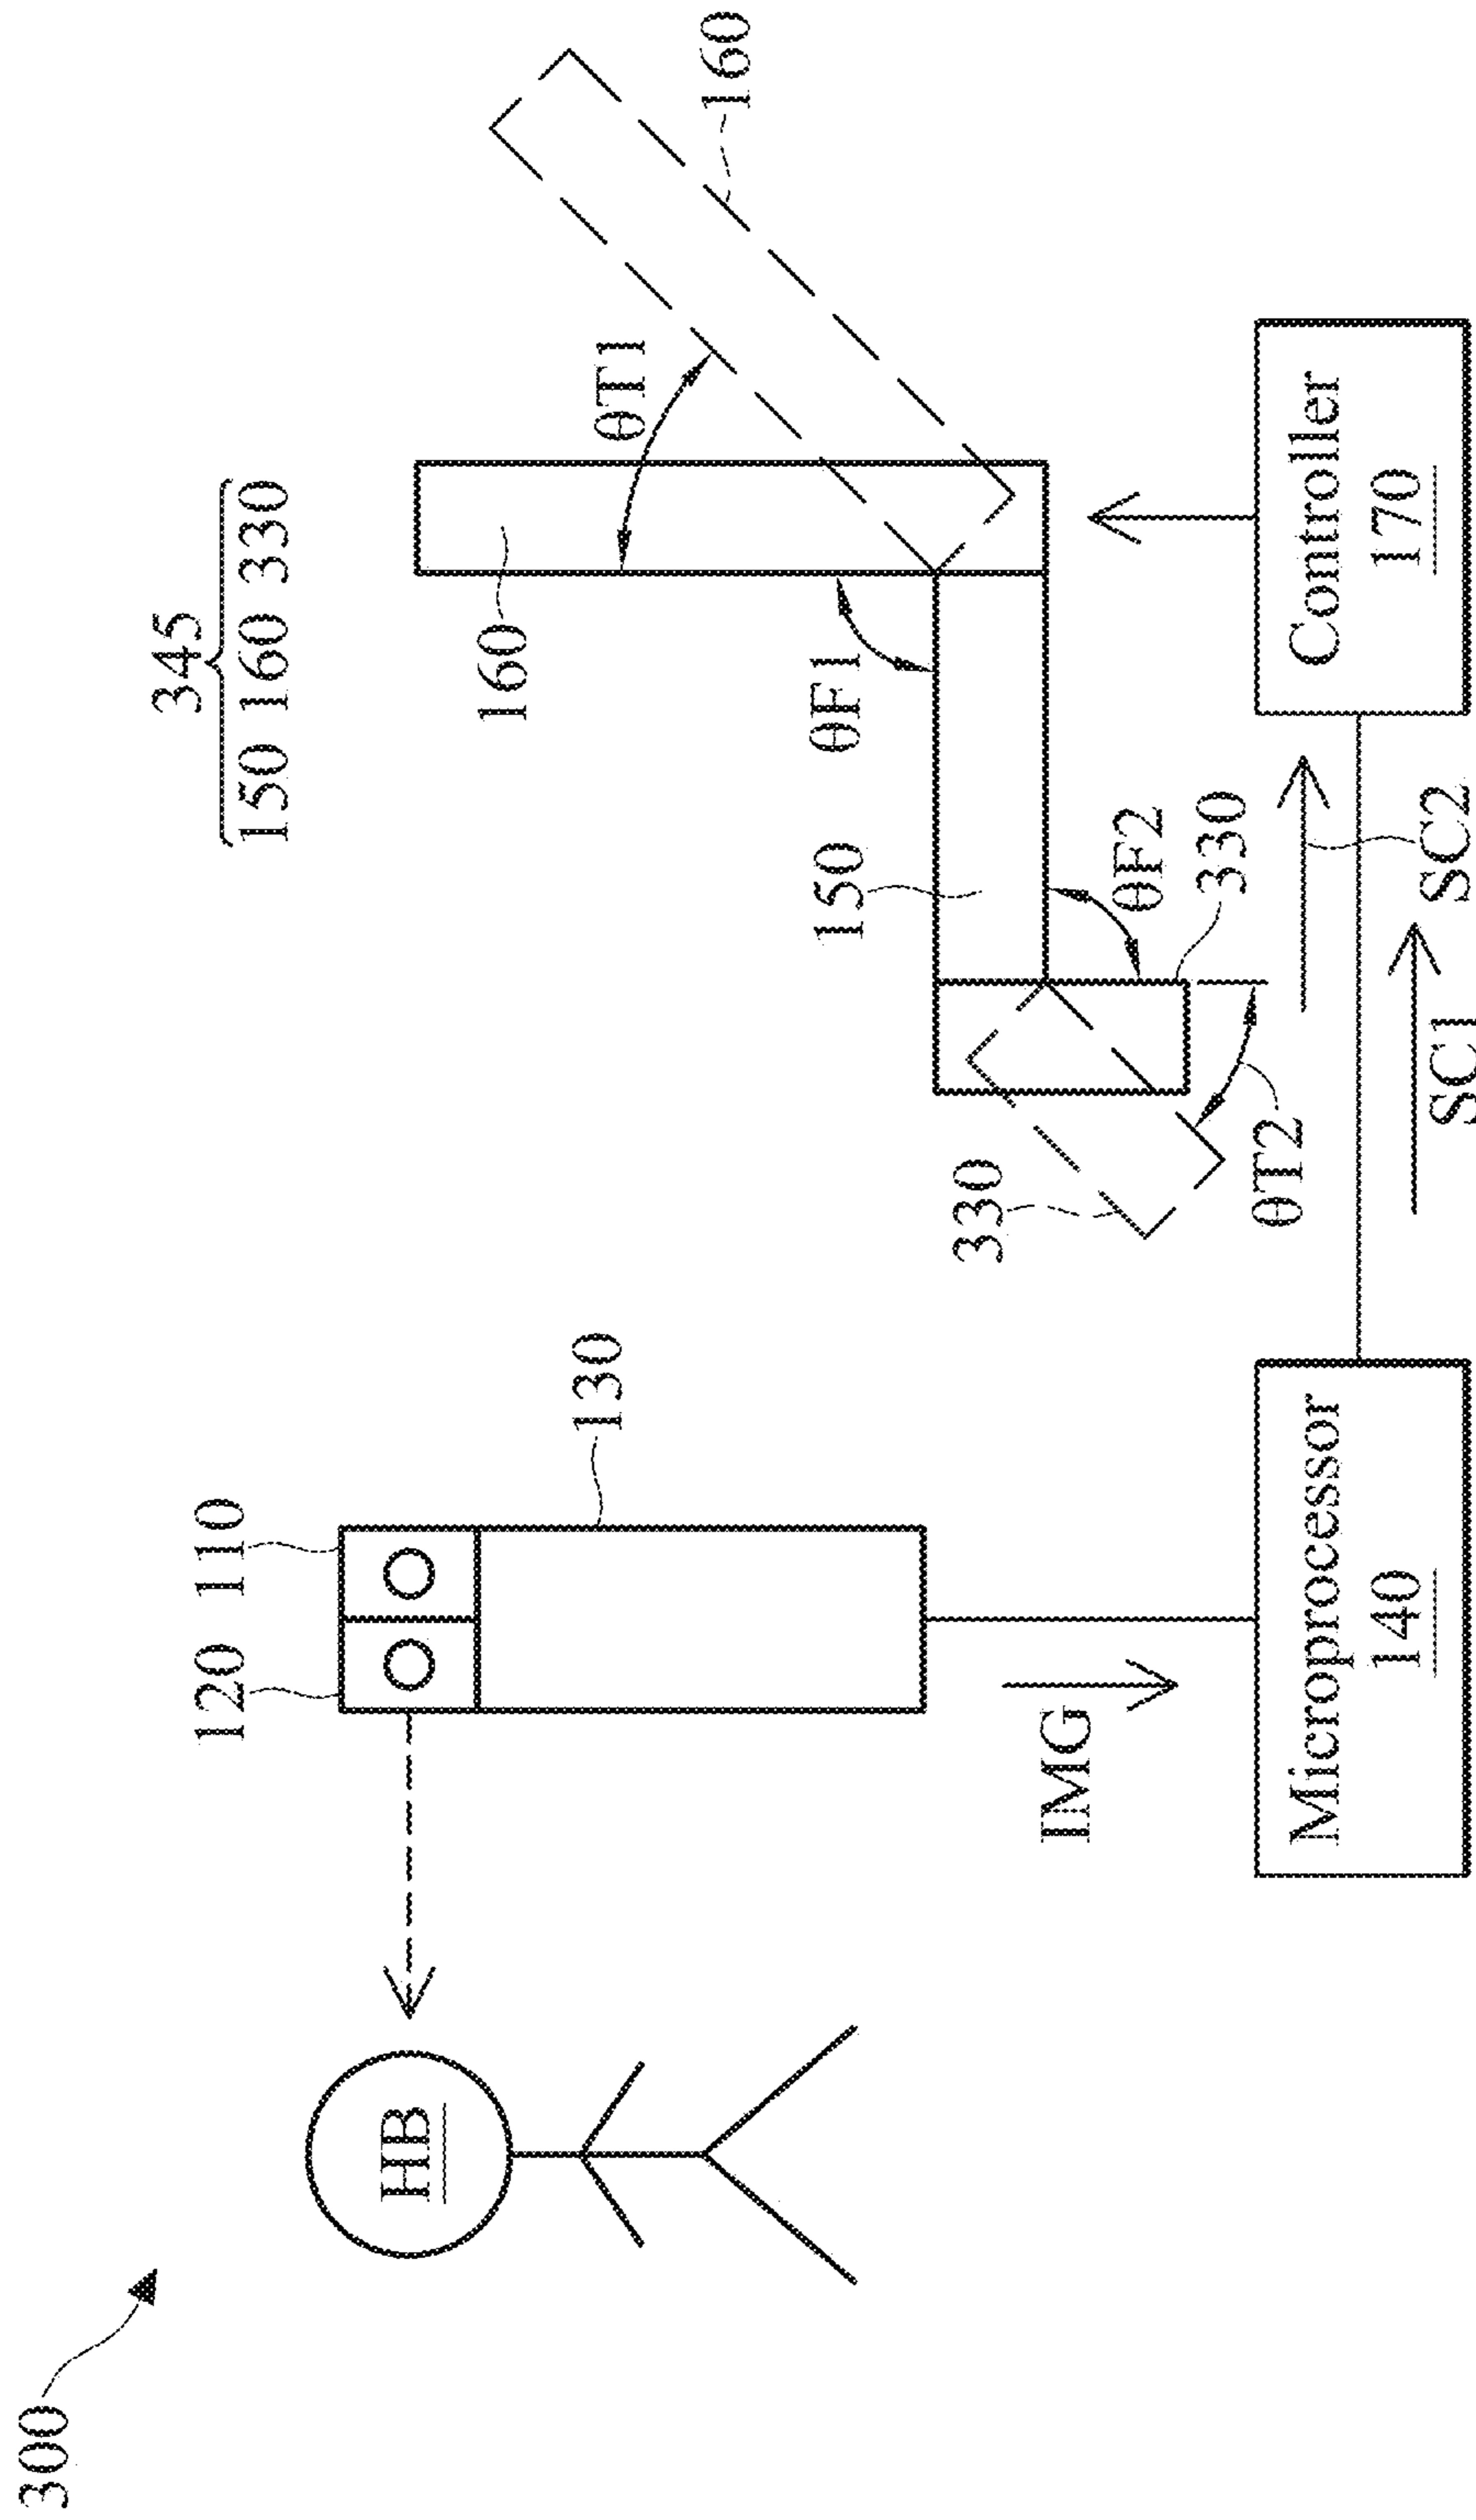 300
HB
120
110
130
IMG
Microprocessor
140
345
150 160 330
160
160
θT1
θF1
150
θF2
330
330
θT2
SC2
SC1
Controller
170